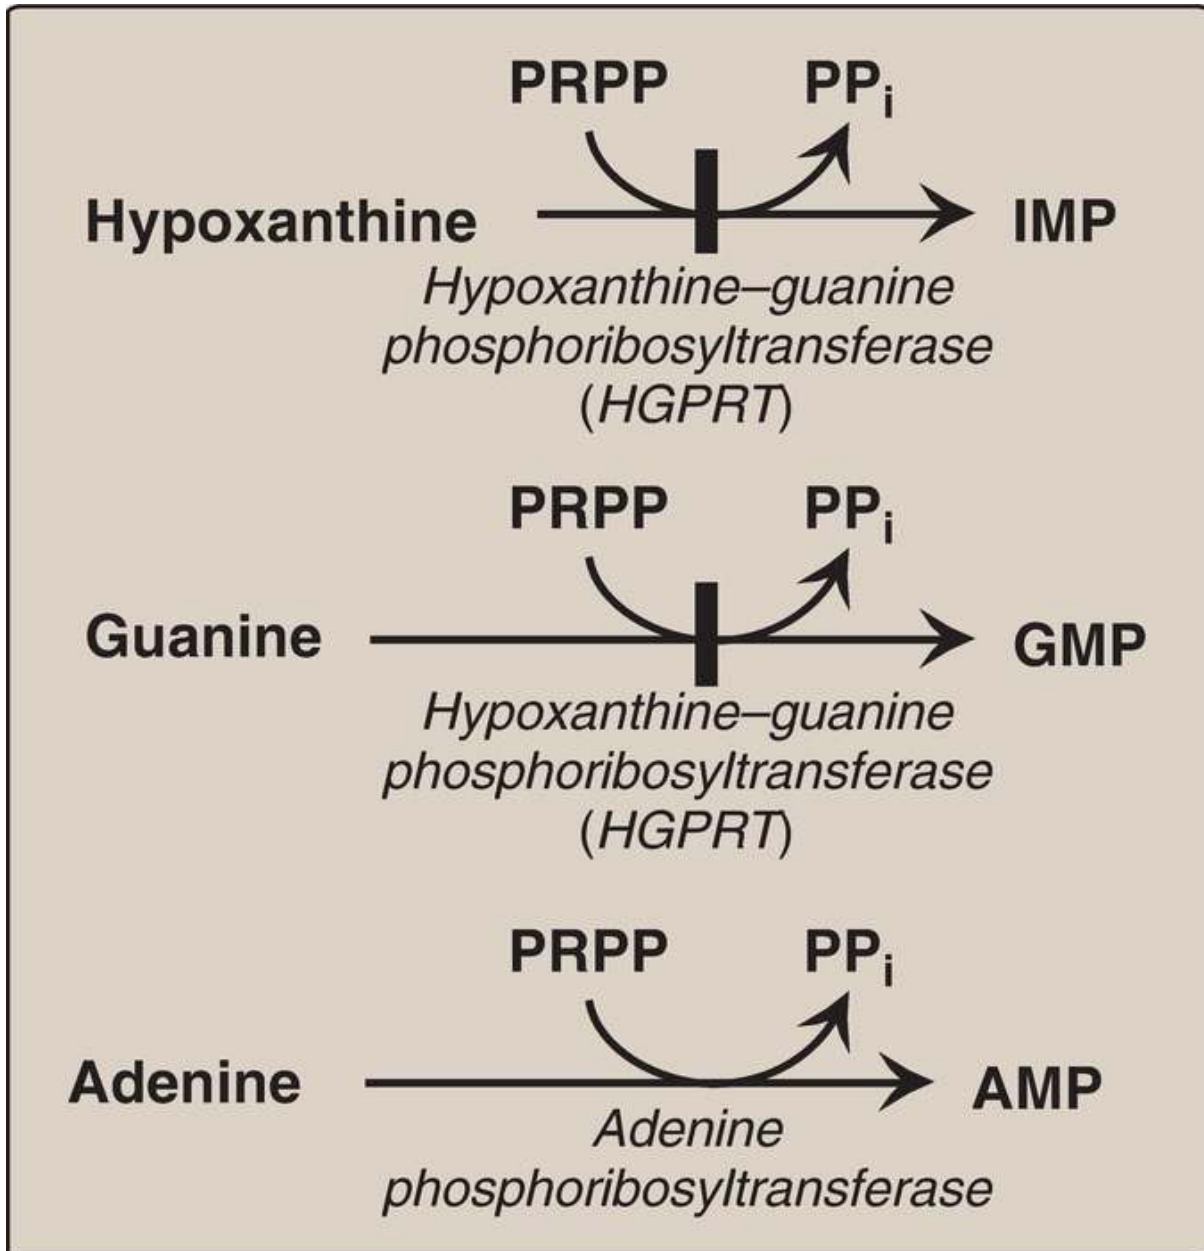 PRPP PPi
Hypoxanthine IMP
Hypoxanthine–guanine
phosphoribosyltransferase
(HGPRT)
PRPP PPi
Guanine GMP
Hypoxanthine–guanine
phosphoribosyltransferase
(HGPRT)
PRPP PPi
Adenine AMP
Adenine
phosphoribosyltransferase